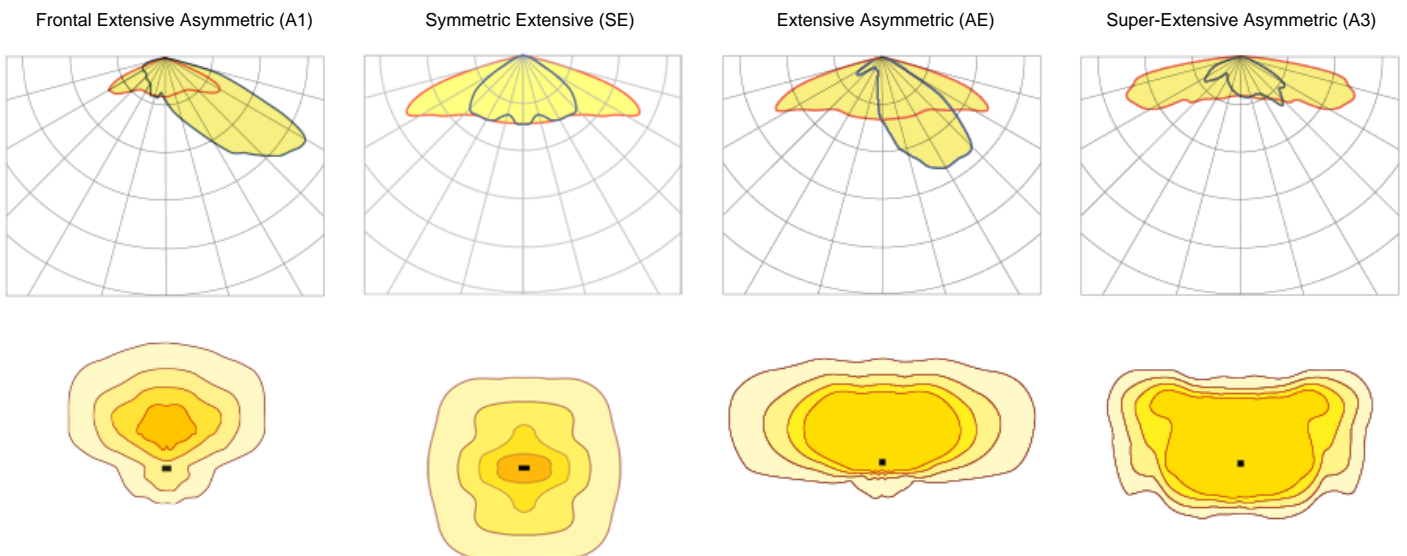 Frontal Extensive Asymmetric (A1)
Symmetric Extensive (SE)
Extensive Asymmetric (AE)
Super-Extensive Asymmetric (A3)